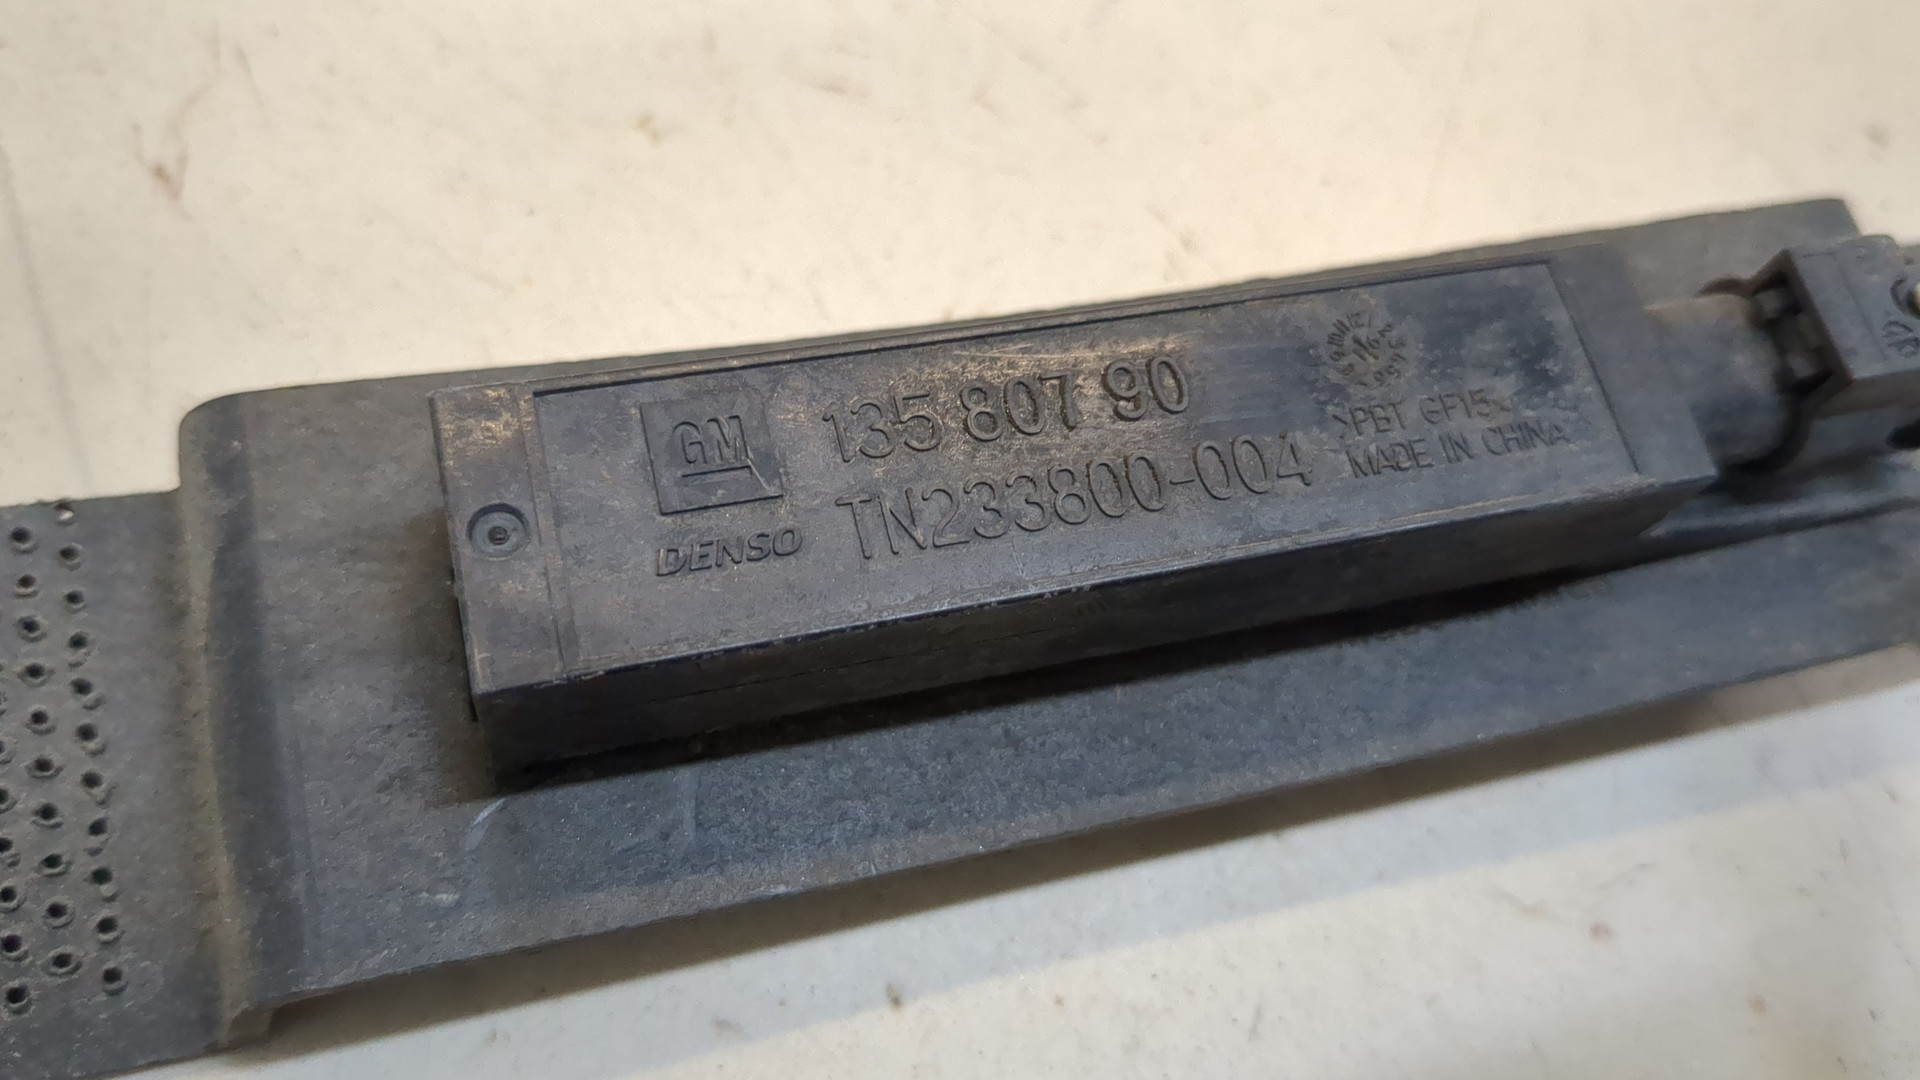 GM
135 807 90
DENSO
TN233800-004
>PBT GF15<
MADE IN CHINA